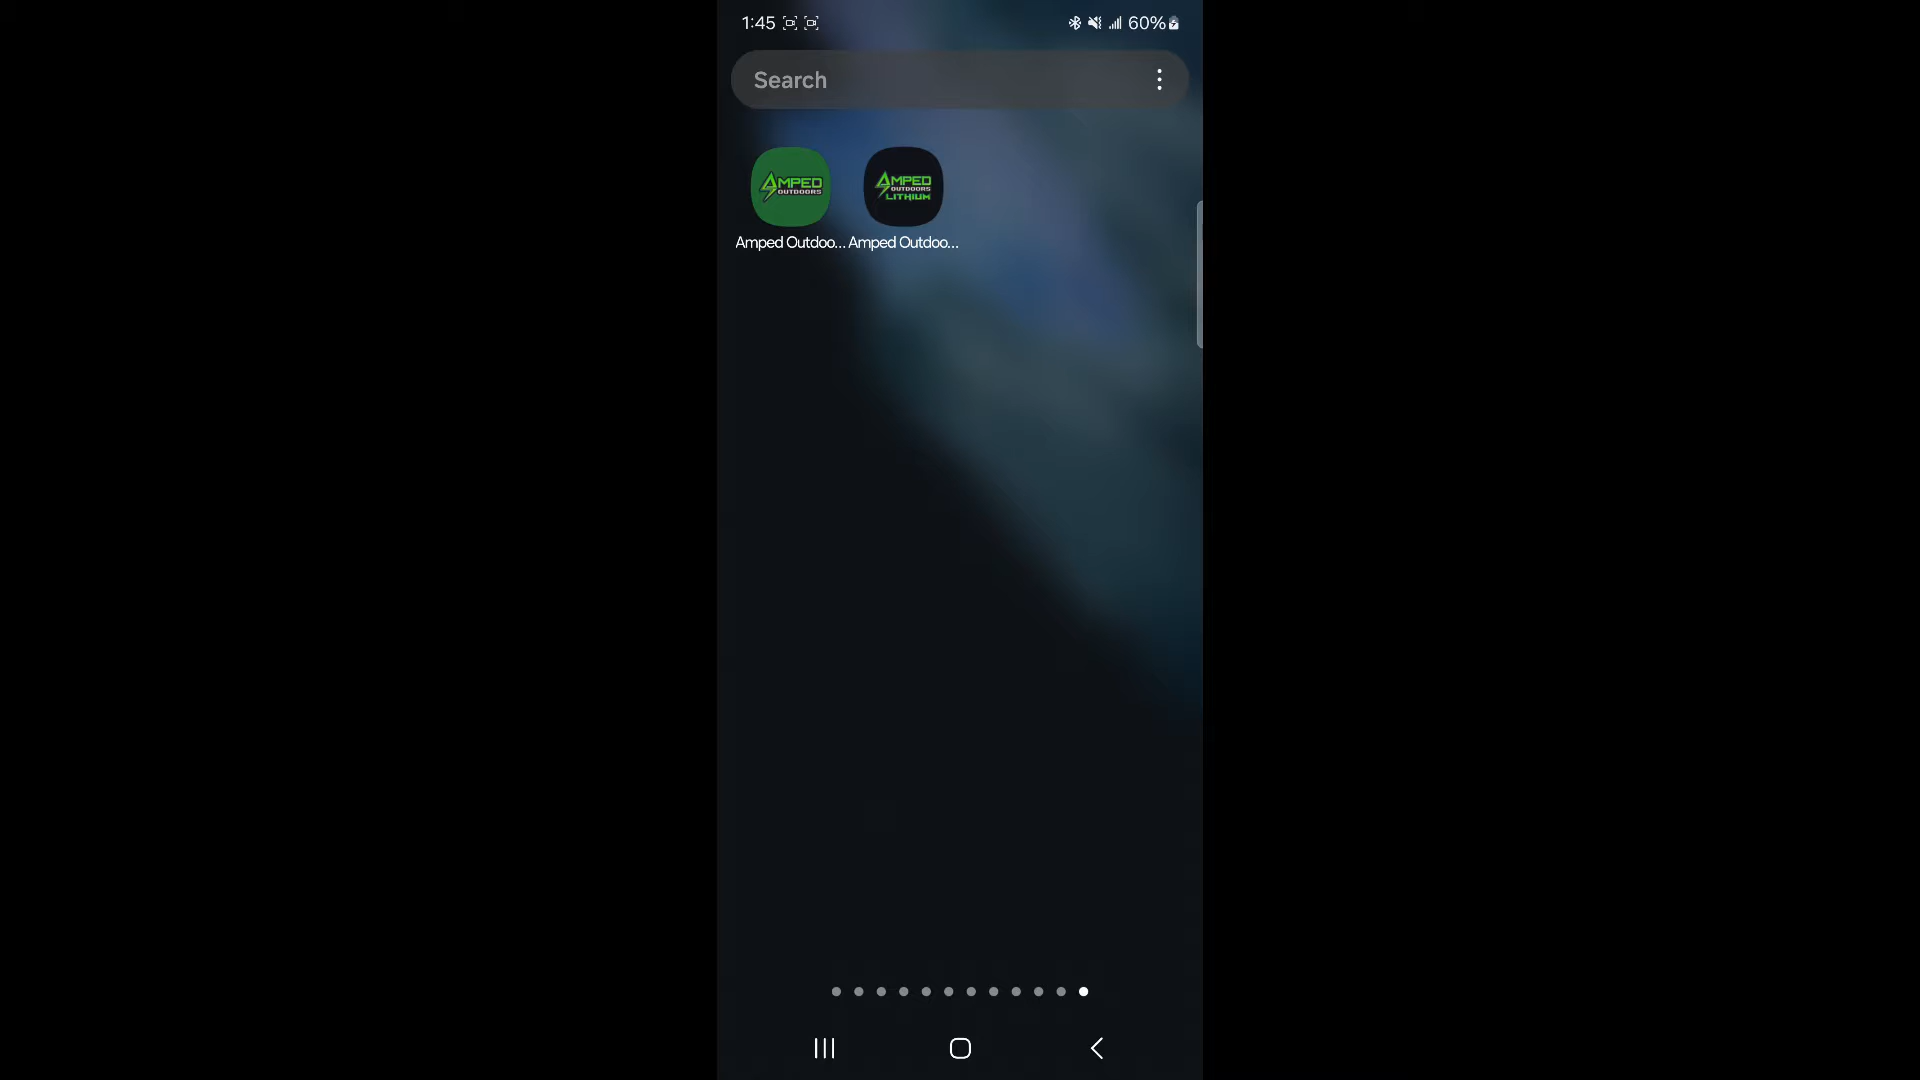 1:45
60%
Search
AMPED
OUTDOORS
AMPED
OUTDOORS
LITHIUM
Amped Outdoo...
Amped Outdoo...